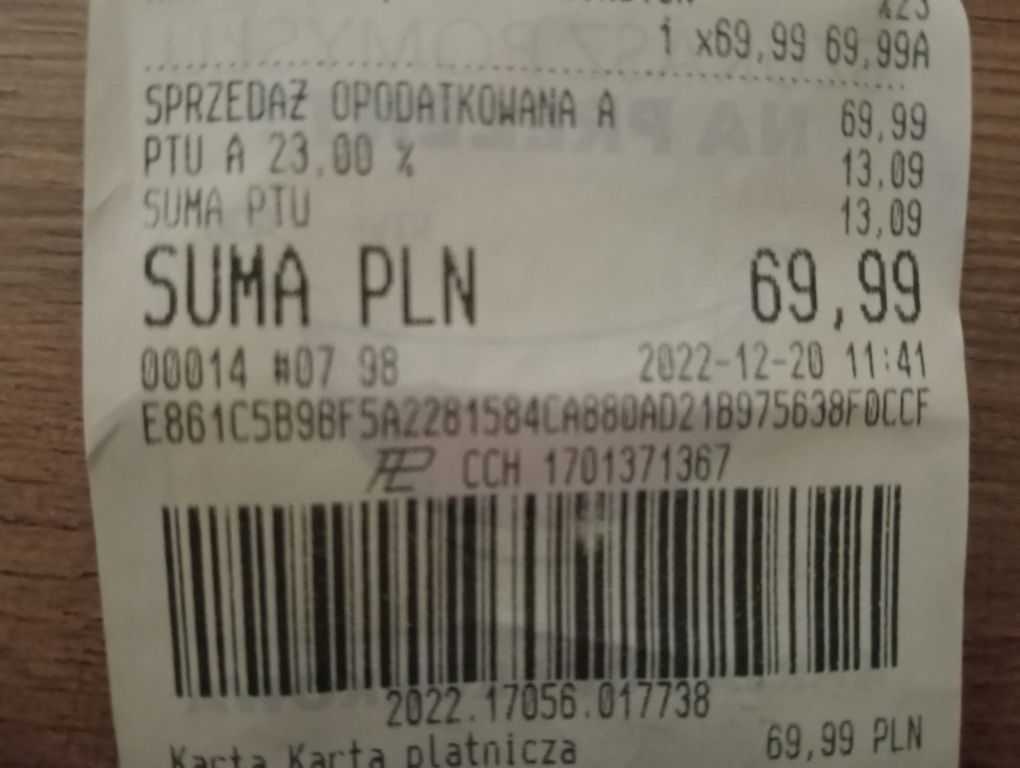 %23
1 x69,99 69,99A
SPRZEDAŻ OPODATKOWANA A 69,99
PTU A 23,00 % 13,09
SUMA PTU 13,09
SUMA PLN 69,99
00014 #07 98 2022-12-20 11:41
E861C5B9BF5A2281584CA880AD21B975638F0CCF
PL CCH 1701371367
2022.17056.017738
Karta Karta płatnicza 69,99 PLN